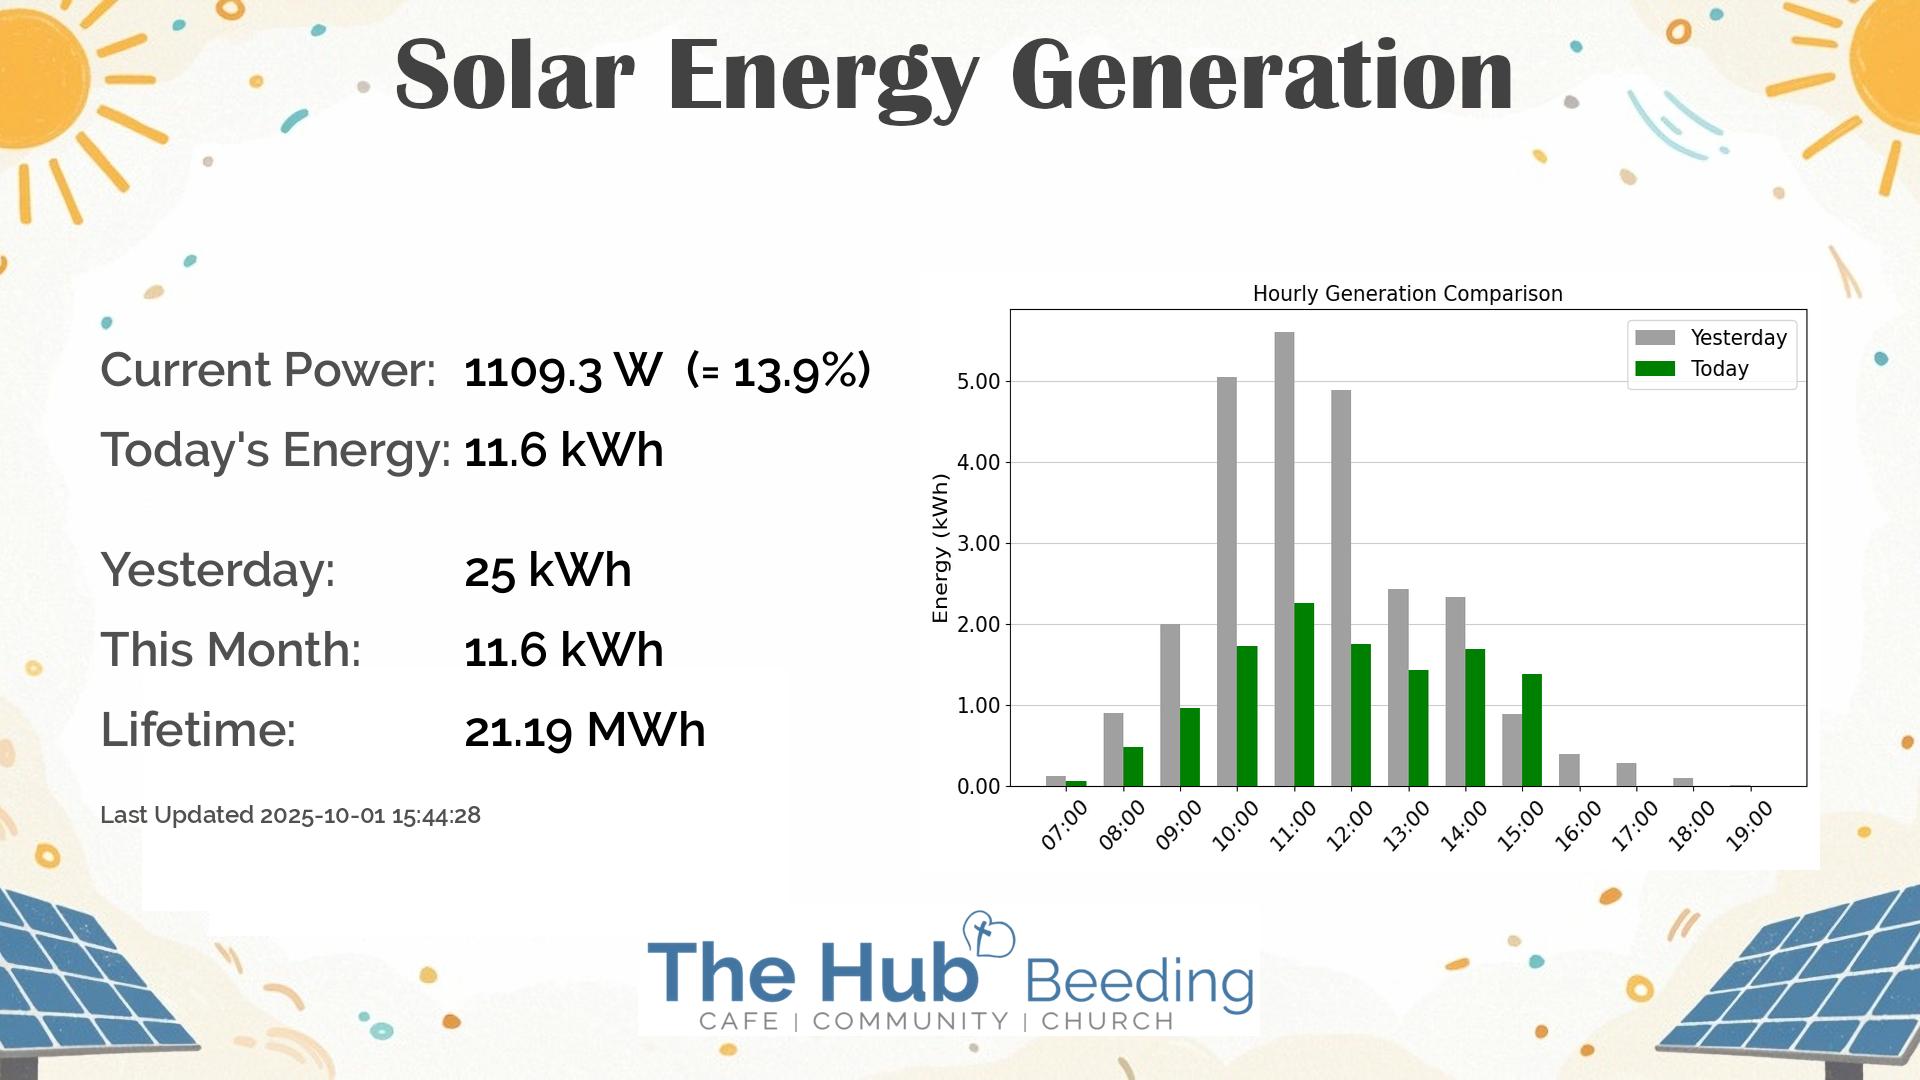 Solar Energy Generation
Current Power: 1109.3 W (= 13.9%)
Today's Energy: 11.6 kWh
Yesterday: 25 kWh
This Month: 11.6 kWh
Lifetime: 21.19 MWh
Last Updated 2025-10-01 15:44:28
Hourly Generation Comparison
Yesterday
Today
Energy (kWh)
5.00
4.00
3.00
2.00
1.00
0.00
07:00 08:00 09:00 10:00 11:00 12:00 13:00 14:00 15:00 16:00 17:00 18:00 19:00
The Hub Beeding
CAFE | COMMUNITY | CHURCH